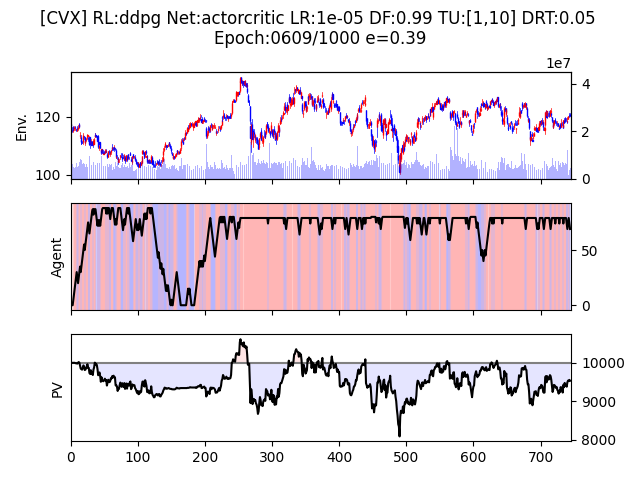 [CVX] RL:ddpg Net:actorcritic LR:1e-05 DF:0.99 TU:[1,10] DRT:0.05
Epoch:0609/1000 e=0.39
1e7
Env.
120
100
4
2
0
Agent
50
0
PV
10000
9000
8000
0 100 200 300 400 500 600 700